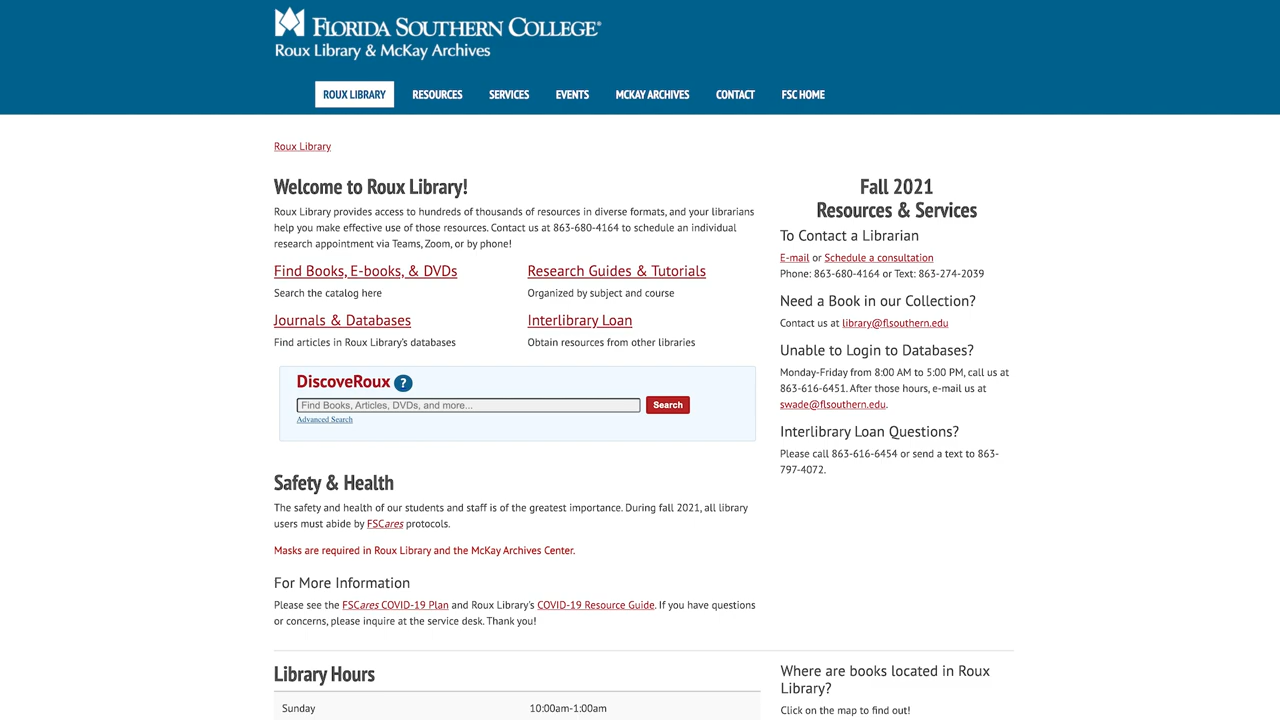 FLORIDA SOUTHERN COLLEGE®
Roux Library & McKay Archives
ROUX LIBRARY RESOURCES SERVICES EVENTS MCKAY ARCHIVES CONTACT FSC HOME
Roux Library
Welcome to Roux Library!
Roux Library provides access to hundreds of thousands of resources in diverse formats, and your librarians
help you make effective use of those resources. Contact us at 863-680-4164 to schedule an individual
research appointment via Teams, Zoom, or by phone!
Find Books, E-books, & DVDs
Search the catalog here
Research Guides & Tutorials
Organized by subject and course
Journals & Databases
Find articles in Roux Library's databases
Interlibrary Loan
Obtain resources from other libraries
DiscoveRoux ?
Find Books, Articles, DVDs, and more... Search
Advanced Search
Safety & Health
The safety and health of our students and staff is of the greatest importance. During fall 2021, all library
users must abide by FSCares protocols.
Masks are required in Roux Library and the McKay Archives Center.
For More Information
Please see the FSCares COVID-19 Plan and Roux Library's COVID-19 Resource Guide. If you have questions
or concerns, please inquire at the service desk. Thank you!
Fall 2021
Resources & Services
To Contact a Librarian
E-mail or Schedule a consultation
Phone: 863-680-4164 or Text: 863-274-2039
Need a Book in our Collection?
Contact us at library@flsouthern.edu
Unable to Login to Databases?
Monday-Friday from 8:00 AM to 5:00 PM, call us at
863-616-6451. After those hours, e-mail us at
swade@flsouthern.edu.
Interlibrary Loan Questions?
Please call 863-616-6454 or send a text to 863-
797-4072.
Library Hours
Sunday 10:00am-1:00am
Where are books located in Roux
Library?
Click on the map to find out!